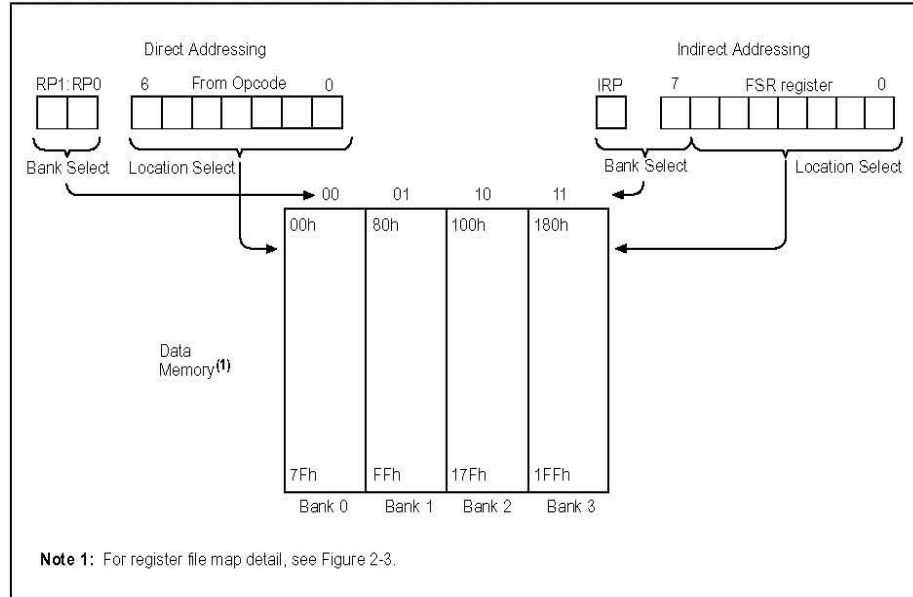 Direct Addressing
Indirect Addressing
RP1:RP0 6 From Opcode 0
IRP 7 FSR register 0
Bank Select Location Select
Bank Select Location Select
00 01 10 11
00h 80h 100h 180h
Data
Memory(1)
7Fh FFh 17Fh 1FFh
Bank 0 Bank 1 Bank 2 Bank 3
Note 1: For register file map detail, see Figure 2-3.